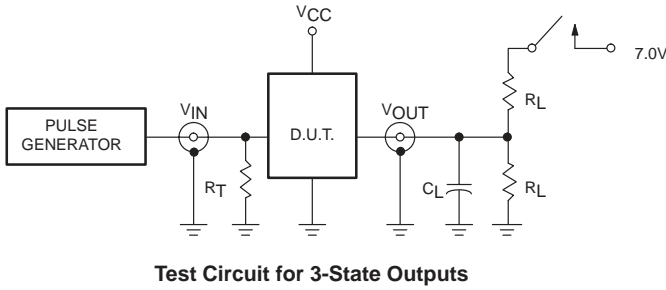 VCC
7.0V
RL
PULSE
GENERATOR
VIN
D.U.T.
VOUT
RT
CL
RL
Test Circuit for 3-State Outputs